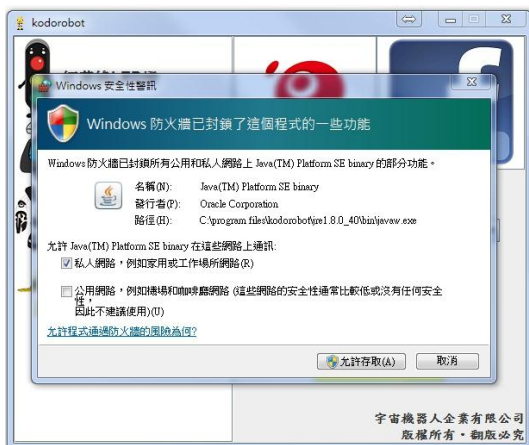 kodorobot
Windows 安全性警訊
Windows 防火牆已封鎖了這個程式的一些功能
Windows 防火牆已封鎖所有公用和私人網路上 Java(TM) Platform SE binary 的部分功能。
名稱(N): Java(TM) Platform SE binary
發行者(P): Oracle Corporation
路徑(H): C:\program files\kodorobot\jre1.8.0_40\bin\javaw.exe
允許 Java(TM) Platform SE binary 在這些網路上通訊:
私人網路，例如家用或工作場所網路(R)
公用網路，例如機場和咖啡廳網路 (這些網路的安全性通常比較低或沒有任何安全
性，
因此不建議使用)(U)
允許程式通過防火牆的風險為何?
允許存取(A) 取消
宇宙機器人企業有限公司
版權所有・翻版必究